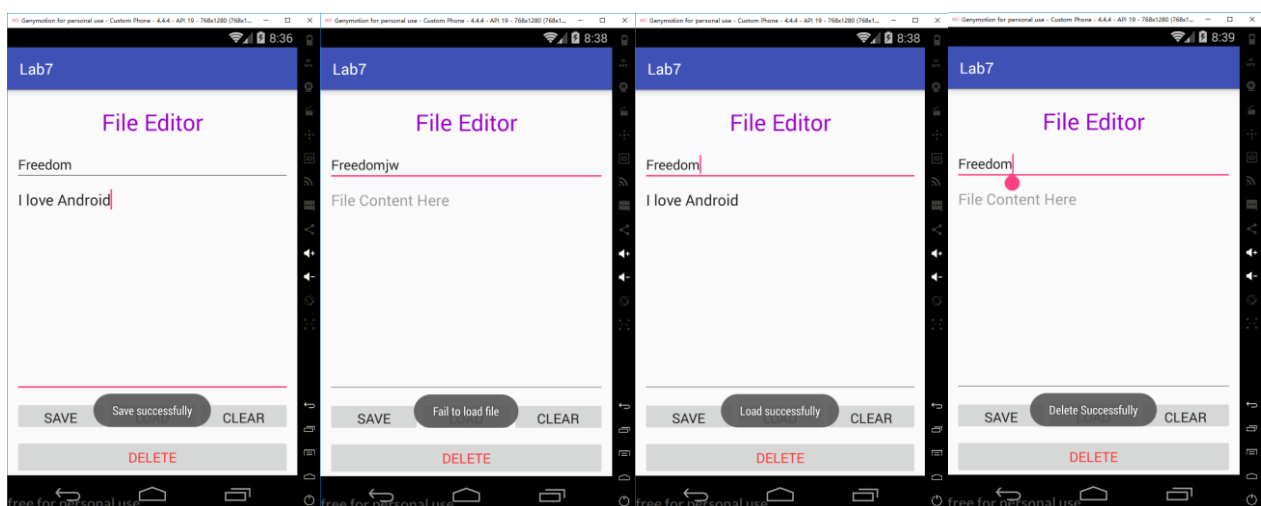 Genymotion for personal use - Custom Phone - 4.4.4 - API 19 - 768x1280 (768x1...
8:36
Lab7
File Editor
Freedom
I love Android
SAVE
Save successfully
CLEAR
DELETE
free for personal use
Genymotion for personal use - Custom Phone - 4.4.4 - API 19 - 768x1280 (768x1...
8:38
Lab7
File Editor
Freedomjw
File Content Here
SAVE
Fail to load file
CLEAR
DELETE
free for personal use
Genymotion for personal use - Custom Phone - 4.4.4 - API 19 - 768x1280 (768x1...
8:38
Lab7
File Editor
Freedom
I love Android
SAVE
Load successfully
CLEAR
DELETE
free for personal use
Genymotion for personal use - Custom Phone - 4.4.4 - API 19 - 768x1280 (768x1...
8:39
Lab7
File Editor
Freedom
File Content Here
SAVE
Delete Successfully
CLEAR
DELETE
free for personal use